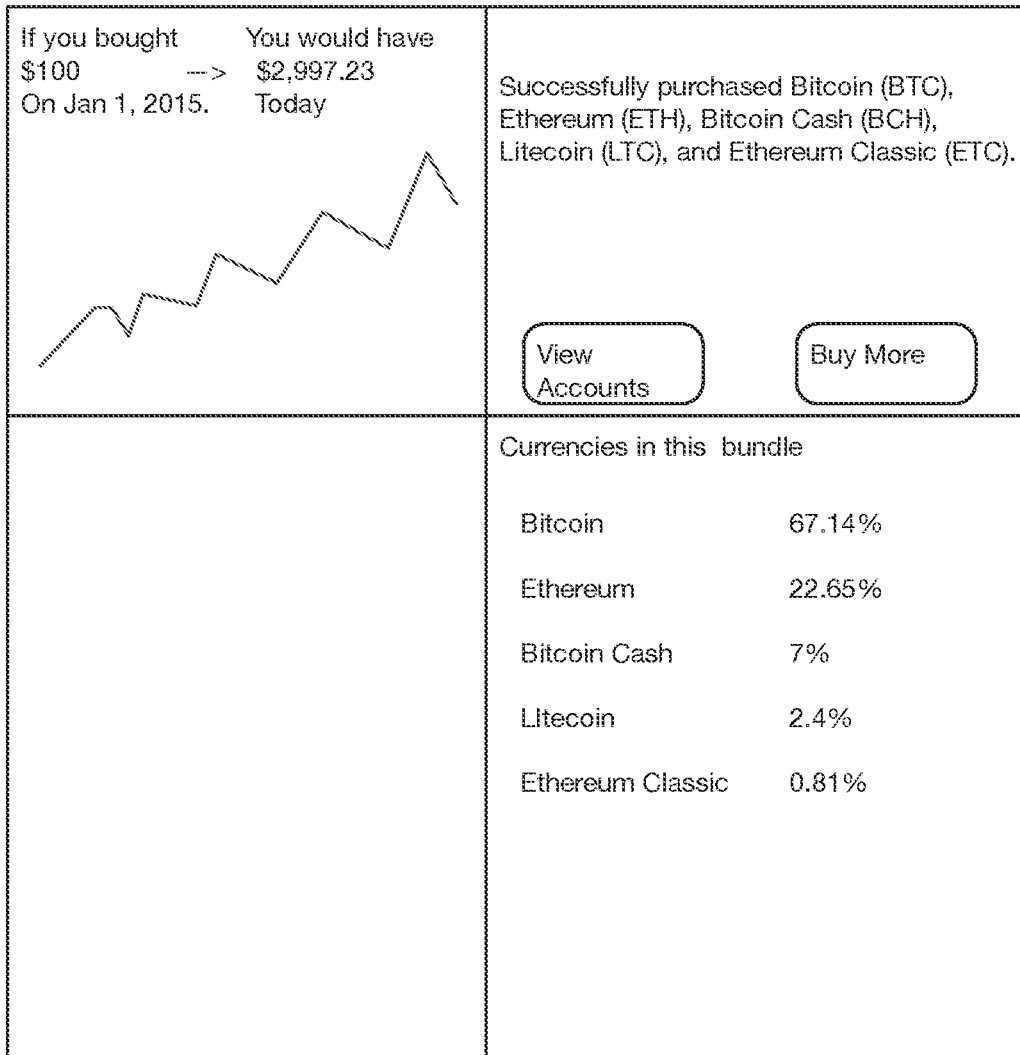 If you bought You would have
$100 ---> $2,997.23
On Jan 1, 2015. Today
Successfully purchased Bitcoin (BTC),
Ethereum (ETH), Bitcoin Cash (BCH),
Litecoin (LTC), and Ethereum Classic (ETC).
View
Accounts
Buy More
Currencies in this bundle
Bitcoin 67.14%
Ethereum 22.65%
Bitcoin Cash 7%
LItecoin 2.4%
Ethereum Classic 0.81%